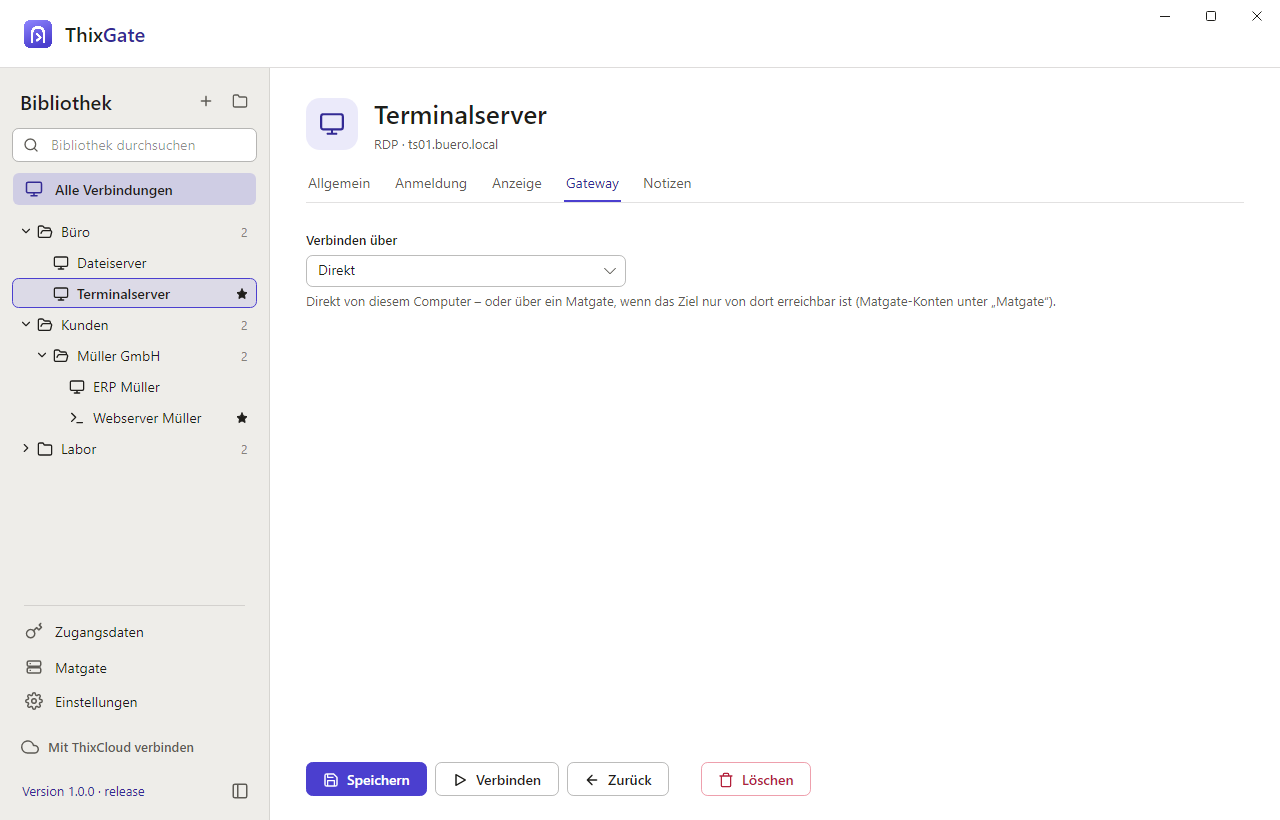 ThixGate
Bibliothek
Bibliothek durchsuchen
Alle Verbindungen
Büro 2
Dateiserver
Terminalserver
Kunden 2
Müller GmbH 2
ERP Müller
Webserver Müller
Labor 2
Zugangsdaten
Matgate
Einstellungen
Mit ThixCloud verbinden
Version 1.0.0 · release
Terminalserver
RDP · ts01.buero.local
Allgemein Anmeldung Anzeige Gateway Notizen
Verbinden über
Direkt
Direkt von diesem Computer – oder über ein Matgate, wenn das Ziel nur von dort erreichbar ist (Matgate-Konten unter „Matgate“).
Speichern Verbinden Zurück Löschen